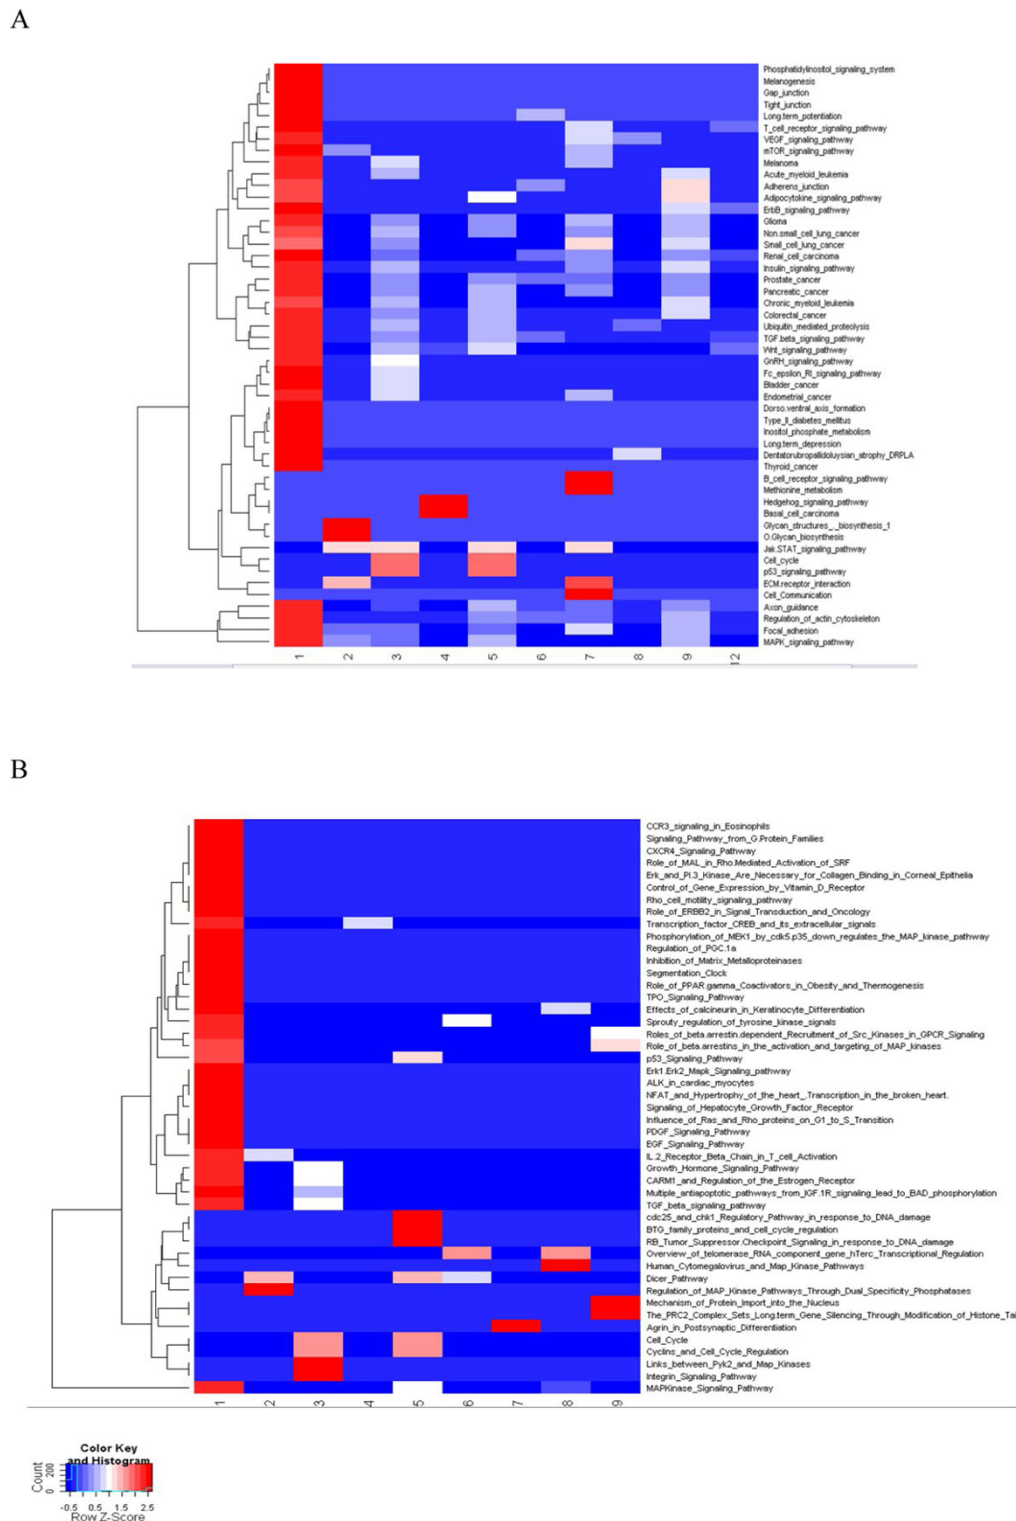 A
Phosphatidylinositol_signaling_system
Melanogenesis
Gap_junction
Tight_junction
Long.term_potentiation
T_cell_receptor_signaling_pathway
VEGF_signaling_pathway
mTOR_signaling_pathway
Melanoma
Acute_myeloid_leukemia
Adherens_junction
Adipocytokine_signaling_pathway
ErbB_signaling_pathway
Glioma
Non.small_cell_lung_cancer
Small_cell_lung_cancer
Renal_cell_carcinoma
Insulin_signaling_pathway
Prostate_cancer
Pancreatic_cancer
Chronic_myeloid_leukemia
Colorectal_cancer
Ubiquitin_mediated_proteolysis
TGF.beta_signaling_pathway
Wnt_signaling_pathway
GnRH_signaling_pathway
Fc_epsilon_RI_signaling_pathway
Bladder_cancer
Endometrial_cancer
Dorso.ventral_axis_formation
Type_II_diabetes_mellitus
Inositol_phosphate_metabolism
Long.term_depression
Dentatorubropallidoluysian_atrophy_DRPLA
Thyroid_cancer
B_cell_receptor_signaling_pathway
Methionine_metabolism
Hedgehog_signaling_pathway
Basal_cell_carcinoma
Glycan_structures_._biosynthesis_1
O.Glycan_biosynthesis
Jak.STAT_signaling_pathway
Cell_cycle
p53_signaling_pathway
ECM.receptor_interaction
Cell_Communication
Axon_guidance
Regulation_of_actin_cytoskeleton
Focal_adhesion
MAPK_signaling_pathway
1 2 3 4 5 6 7 8 9 12
B
CCR3_signaling_in_Eosinophils
Signaling_Pathway_from_G.Protein_Families
CXCR4_Signaling_Pathway
Role_of_MAL_in_Rho.Mediated_Activation_of_SRF
Erk_and_PI.3_Kinase_Are_Necessary_for_Collagen_Binding_in_Corneal_Epithelia
Control_of_Gene_Expression_by_Vitamin_D_Receptor
Rho_cell_motility_signaling_pathway
Role_of_ERBB2_in_Signal_Transduction_and_Oncology
Transcription_factor_CREB_and_its_extracellular_signals
Phosphorylation_of_MEK1_by_cdk5.p35_down_regulates_the_MAP_kinase_pathway
Regulation_of_PGC.1a
Inhibition_of_Matrix_Metalloproteinases
Segmentation_Clock
Role_of_PPAR.gamma_Coactivators_in_Obesity_and_Thermogenesis
TPO_Signaling_Pathway
Effects_of_calcineurin_in_Keratinocyte_Differentiation
Sprouty_regulation_of_tyrosine_kinase_signals
Roles_of_beta.arrestin.dependent_Recruitment_of_Src_Kinases_in_GPCR_Signaling
Role_of_beta.arrestins_in_the_activation_and_targeting_of_MAP_kinases
p53_Signaling_Pathway
Erk1.Erk2_Mapk_Signaling_pathway
ALK_in_cardiac_myocytes
NFAT_and_Hypertrophy_of_the_heart_.Transcription_in_the_broken_heart.
Signaling_of_Hepatocyte_Growth_Factor_Receptor
Influence_of_Ras_and_Rho_proteins_on_G1_to_S_Transition
PDGF_Signaling_Pathway
EGF_Signaling_Pathway
IL.2_Receptor_Beta_Chain_in_T_cell_Activation
Growth_Hormone_Signaling_Pathway
CARM1_and_Regulation_of_the_Estrogen_Receptor
Multiple_antiapoptotic_pathways_from_IGF.1R_signaling_lead_to_BAD_phosphorylation
TGF_beta_signaling_pathway
cdc25_and_chk1_Regulatory_Pathway_in_response_to_DNA_damage
BTG_family_proteins_and_cell_cycle_regulation
RB_Tumor_Suppressor.Checkpoint_Signaling_in_response_to_DNA_damage
Overview_of_telomerase_RNA_component_gene_hTerc_Transcriptional_Regulation
Human_Cytomegalovirus_and_Map_Kinase_Pathways
Dicer_Pathway
Regulation_of_MAP_Kinase_Pathways_Through_Dual_Specificity_Phosphatases
Mechanism_of_Protein_Import_into_the_Nucleus
The_PRC2_Complex_Sets_Long.term_Gene_Silencing_Through_Modification_of_Histone_Tai
Agrin_in_Postsynaptic_Differentiation
Cell_Cycle
Cyclins_and_Cell_Cycle_Regulation
Links_between_Pyk2_and_Map_Kinases
Integrin_Signaling_Pathway
MAPKinase_Signaling_Pathway
1 2 3 4 5 6 7 8 9
Color Key
and Histogram
Count
0 200
-0.5 0.5 1.5 2.5
Row Z-Score